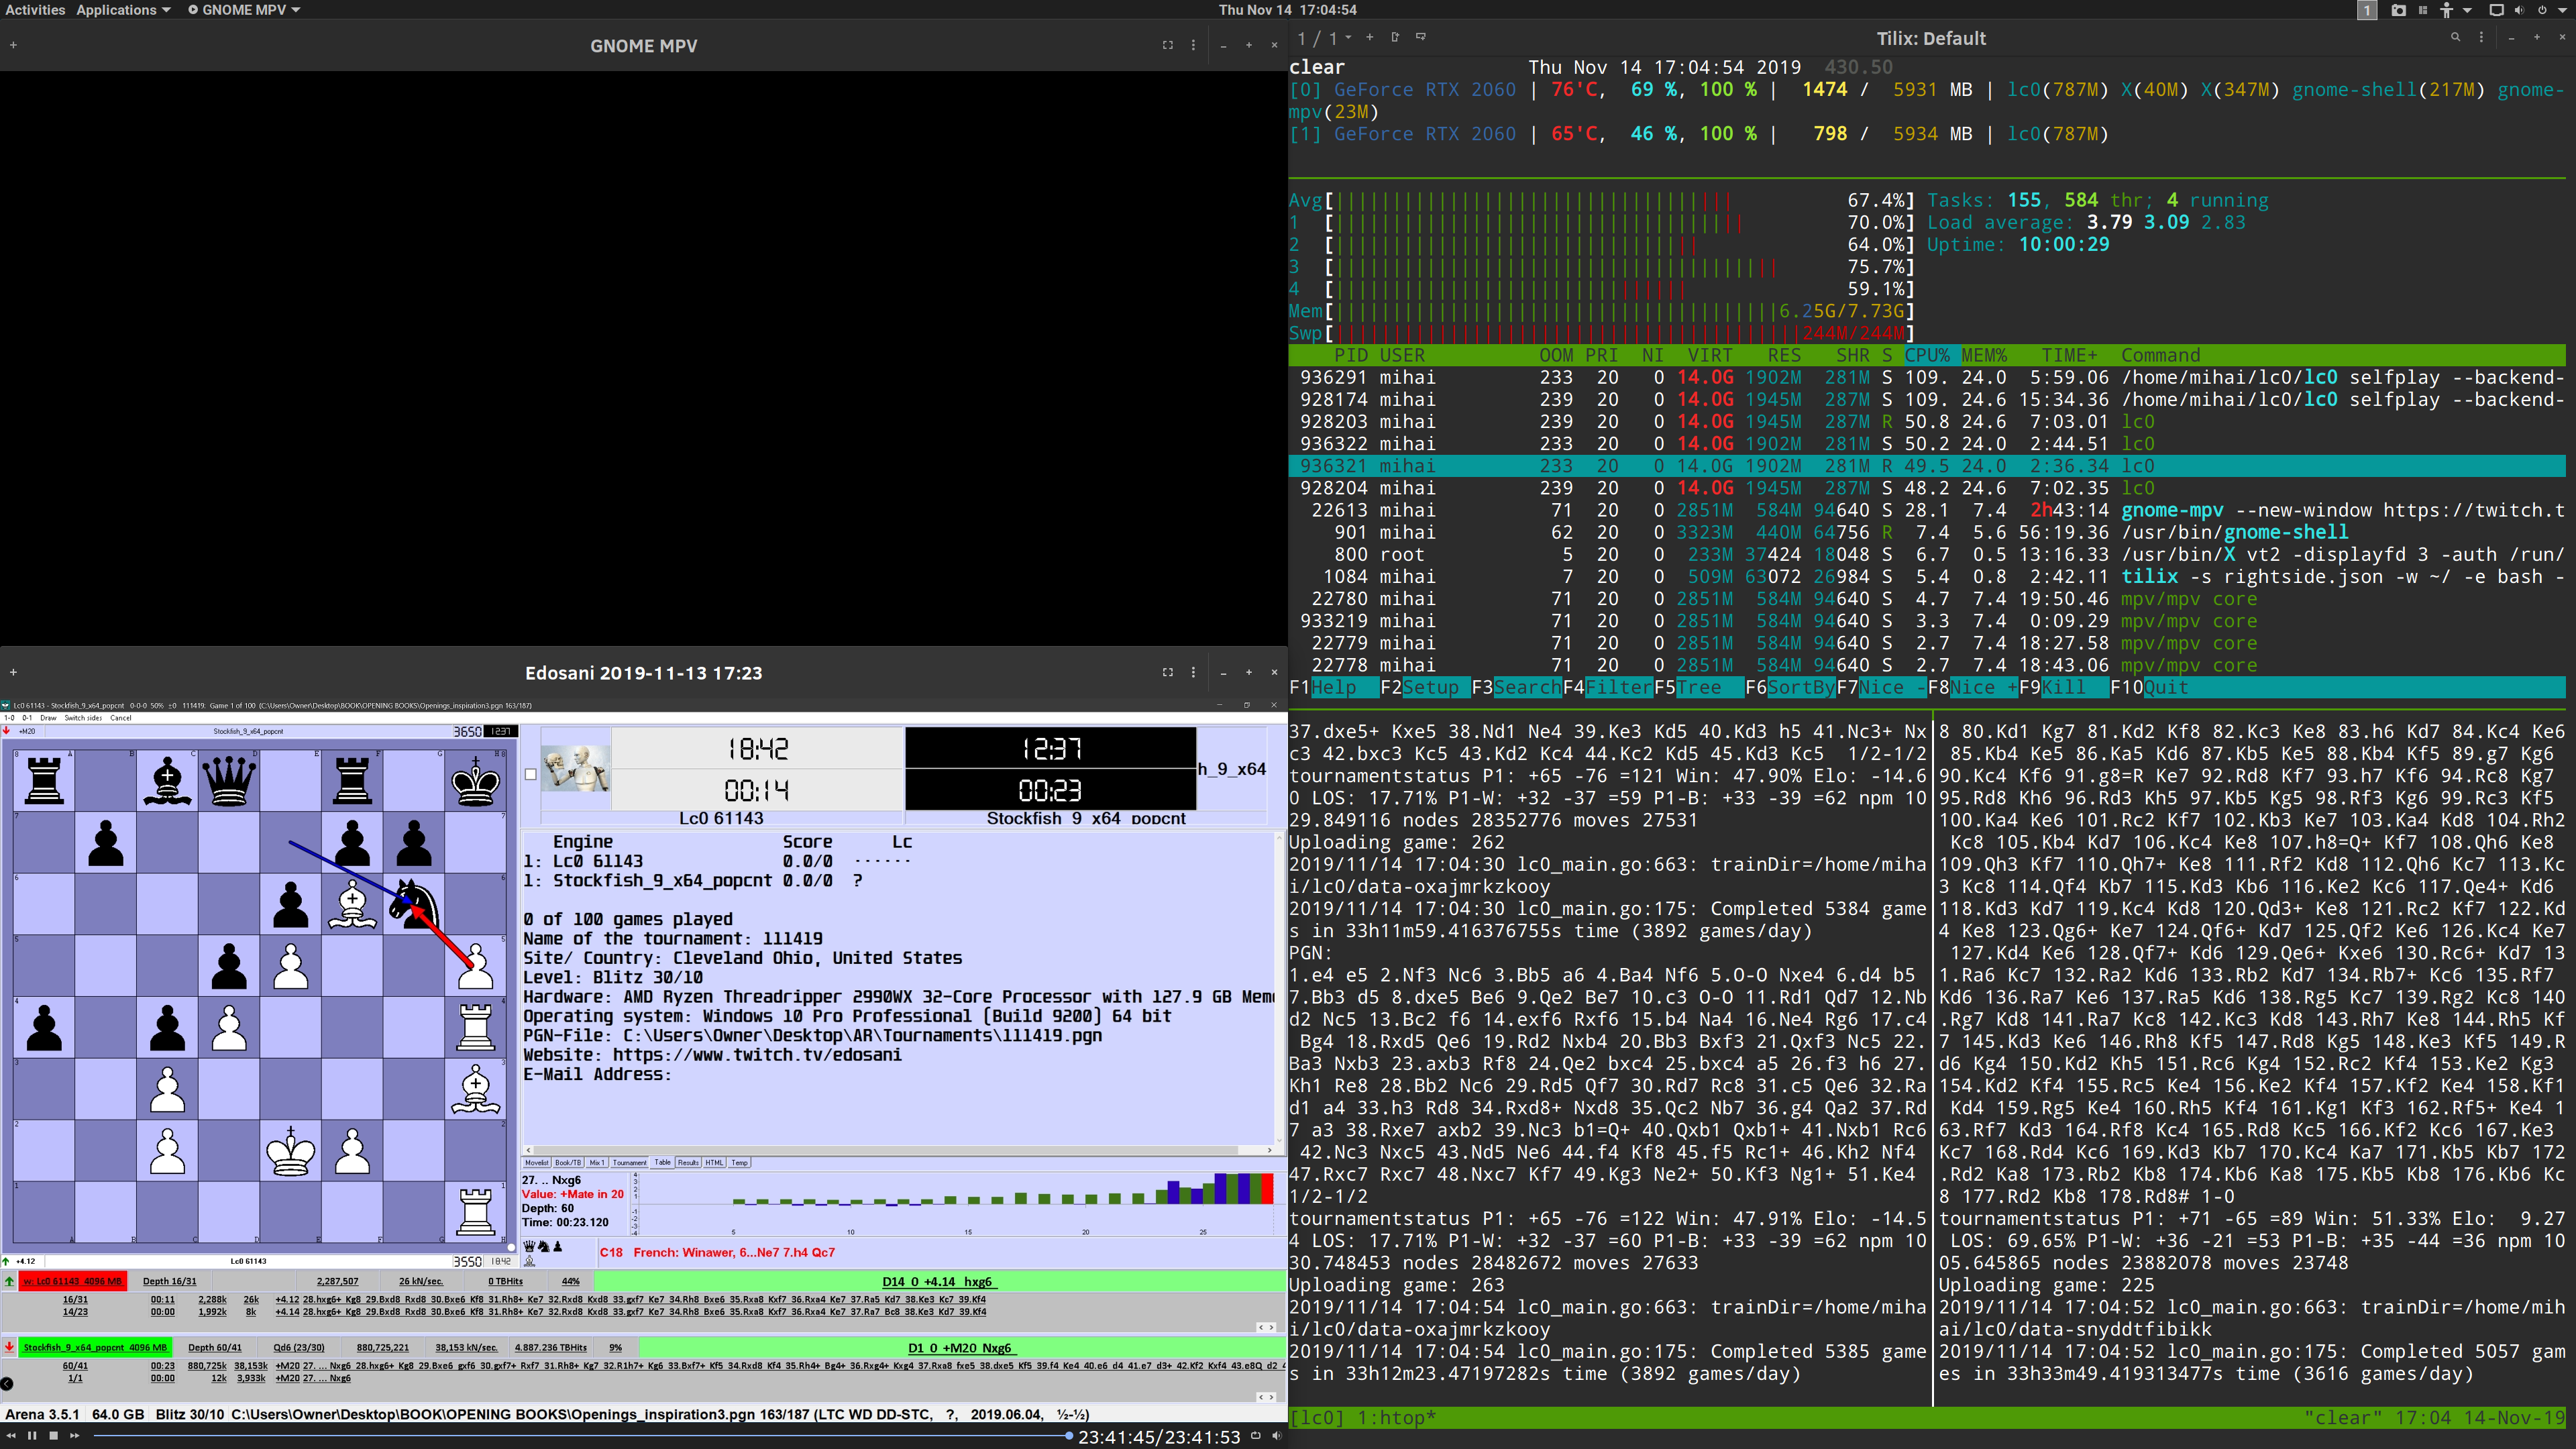 Activities Applications GNOME MPV Thu Nov 14 17:04:54 1
GNOME MPV
1 / 1 Tilix: Default
clear Thu Nov 14 17:04:54 2019 430.50
[0] GeForce RTX 2060 | 76'C, 69 %, 100 % | 1474 / 5931 MB | lc0(787M) X(40M) X(347M) gnome-shell(217M) gnome-
mpv(23M)
[1] GeForce RTX 2060 | 65'C, 46 %, 100 % | 798 / 5934 MB | lc0(787M)
Avg[ 67.4%] Tasks: 155, 584 thr; 4 running
1 [ 70.0%] Load average: 3.79 3.09 2.83
2 [ 64.0%] Uptime: 10:00:29
3 [ 75.7%]
4 [ 59.1%]
Mem[ 6.25G/7.73G]
Swp[ 244M/244M]
PID USER OOM PRI NI VIRT RES SHR S CPU% MEM% TIME+ Command
936291 mihai 233 20 0 14.0G 1902M 281M S 109. 24.0 5:59.06 /home/mihai/lc0/lc0 selfplay --backend-
928174 mihai 239 20 0 14.0G 1945M 287M S 109. 24.6 15:34.36 /home/mihai/lc0/lc0 selfplay --backend-
928203 mihai 239 20 0 14.0G 1945M 287M R 50.8 24.6 7:03.01 lc0
936322 mihai 233 20 0 14.0G 1902M 281M S 50.2 24.0 2:44.51 lc0
936321 mihai 233 20 0 14.0G 1902M 281M R 49.5 24.0 2:36.34 lc0
928204 mihai 239 20 0 14.0G 1945M 287M S 48.2 24.6 7:02.35 lc0
22613 mihai 71 20 0 2851M 584M 94640 S 28.1 7.4 2h43:14 gnome-mpv --new-window https://twitch.t
901 mihai 62 20 0 3323M 440M 64756 R 7.4 5.6 56:19.36 /usr/bin/gnome-shell
800 root 5 20 0 233M 37424 18048 S 6.7 0.5 13:16.33 /usr/bin/X vt2 -displayfd 3 -auth /run/
1084 mihai 7 20 0 509M 63072 26984 S 5.4 0.8 2:42.11 tilix -s rightside.json -w ~/ -e bash -
22780 mihai 71 20 0 2851M 584M 94640 S 4.7 7.4 19:50.46 mpv/mpv core
933219 mihai 71 20 0 2851M 584M 94640 S 3.3 7.4 0:09.29 mpv/mpv core
22779 mihai 71 20 0 2851M 584M 94640 S 2.7 7.4 18:27.58 mpv/mpv core
22778 mihai 71 20 0 2851M 584M 94640 S 2.7 7.4 18:43.06 mpv/mpv core
F1Help F2Setup F3SearchF4FilterF5Tree F6SortByF7Nice -F8Nice +F9Kill F10Quit
37.dxe5+ Kxe5 38.Nd1 Ne4 39.Ke3 Kd5 40.Kd3 h5 41.Nc3+ Nx
c3 42.bxc3 Kc5 43.Kd2 Kc4 44.Kc2 Kd5 45.Kd3 Kc5 1/2-1/2
tournamentstatus P1: +65 -76 =121 Win: 47.90% Elo: -14.6
0 LOS: 17.71% P1-W: +32 -37 =59 P1-B: +33 -39 =62 npm 10
29.849116 nodes 28352776 moves 27531
Uploading game: 262
2019/11/14 17:04:30 lc0_main.go:663: trainDir=/home/miha
i/lc0/data-oxajmrkzkooy
2019/11/14 17:04:30 lc0_main.go:175: Completed 5384 game
s in 33h11m59.416376755s time (3892 games/day)
PGN:
1.e4 e5 2.Nf3 Nc6 3.Bb5 a6 4.Ba4 Nf6 5.O-O Nxe4 6.d4 b5
7.Bb3 d5 8.dxe5 Be6 9.Qe2 Be7 10.c3 O-O 11.Rd1 Qd7 12.Nb
d2 Nc5 13.Bc2 f6 14.exf6 Rxf6 15.b4 Na4 16.Ne4 Rg6 17.c4
Bg4 18.Rxd5 Qe6 19.Rd2 Nxb4 20.Bb3 Bxf3 21.Qxf3 Nc5 22.
Ba3 Nxb3 23.axb3 Rf8 24.Qe2 bxc4 25.bxc4 a5 26.f3 h6 27.
Kh1 Re8 28.Bb2 Nc6 29.Rd5 Qf7 30.Rd7 Rc8 31.c5 Qe6 32.Ra
d1 a4 33.h3 Rd8 34.Rxd8+ Nxd8 35.Qc2 Nb7 36.g4 Qa2 37.Rd
7 a3 38.Rxe7 axb2 39.Nc3 b1=Q+ 40.Qxb1 Qxb1+ 41.Nxb1 Rc6
42.Nc3 Nxc5 43.Nd5 Ne6 44.f4 Kf8 45.f5 Rc1+ 46.Kh2 Nf4
47.Rxc7 Rxc7 48.Nxc7 Kf7 49.Kg3 Ne2+ 50.Kf3 Ng1+ 51.Ke4
1/2-1/2
tournamentstatus P1: +65 -76 =122 Win: 47.91% Elo: -14.5
4 LOS: 17.71% P1-W: +32 -37 =60 P1-B: +33 -39 =62 npm 10
30.748453 nodes 28482672 moves 27633
Uploading game: 263
2019/11/14 17:04:54 lc0_main.go:663: trainDir=/home/miha
i/lc0/data-oxajmrkzkooy
2019/11/14 17:04:54 lc0_main.go:175: Completed 5385 game
s in 33h12m23.47197282s time (3892 games/day)
8 80.Kd1 Kg7 81.Kd2 Kf8 82.Kc3 Ke8 83.h6 Kd7 84.Kc4 Ke6
85.Kb4 Ke5 86.Ka5 Kd6 87.Kb5 Ke5 88.Kb4 Kf5 89.g7 Kg6
90.Kc4 Kf6 91.g8=R Ke7 92.Rd8 Kf7 93.h7 Kf6 94.Rc8 Kg7
95.Rd8 Kh6 96.Rd3 Kh5 97.Kb5 Kg5 98.Rf3 Kg6 99.Rc3 Kf5
100.Ka4 Ke6 101.Rc2 Kf7 102.Kb3 Ke7 103.Ka4 Kd8 104.Rh2
Kc8 105.Kb4 Kd7 106.Kc4 Ke8 107.h8=Q+ Kf7 108.Qh6 Ke8
109.Qh3 Kf7 110.Qh7+ Ke8 111.Rf2 Kd8 112.Qh6 Kc7 113.Kc
3 Kc8 114.Qf4 Kb7 115.Kd3 Kb6 116.Ke2 Kc6 117.Qe4+ Kd6
118.Kd3 Kd7 119.Kc4 Kd8 120.Qd3+ Ke8 121.Rc2 Kf7 122.Kd
4 Ke8 123.Qg6+ Ke7 124.Qf6+ Kd7 125.Qf2 Ke6 126.Kc4 Ke7
127.Kd4 Ke6 128.Qf7+ Kd6 129.Qe6+ Kxe6 130.Rc6+ Kd7 13
1.Ra6 Kc7 132.Ra2 Kd6 133.Rb2 Kd7 134.Rb7+ Kc6 135.Rf7
Kd6 136.Ra7 Ke6 137.Ra5 Kd6 138.Rg5 Kc7 139.Rg2 Kc8 140
.Rg7 Kd8 141.Ra7 Kc8 142.Kc3 Kd8 143.Rh7 Ke8 144.Rh5 Kf
7 145.Kd3 Ke6 146.Rh8 Kf5 147.Rd8 Kg5 148.Ke3 Kf5 149.R
d6 Kg4 150.Kd2 Kh5 151.Rc6 Kg4 152.Rc2 Kf4 153.Ke2 Kg3
154.Kd2 Kf4 155.Rc5 Ke4 156.Ke2 Kf4 157.Kf2 Ke4 158.Kf1
Kd4 159.Rg5 Ke4 160.Rh5 Kf4 161.Kg1 Kf3 162.Rf5+ Ke4 1
63.Rf7 Kd3 164.Rf8 Kc4 165.Rd8 Kc5 166.Kf2 Kc6 167.Ke3
Kc7 168.Rd4 Kc6 169.Kd3 Kb7 170.Kc4 Ka7 171.Kb5 Kb7 172
.Rd2 Ka8 173.Rb2 Kb8 174.Kb6 Ka8 175.Kb5 Kb8 176.Kb6 Kc
8 177.Rd2 Kb8 178.Rd8# 1-0
tournamentstatus P1: +71 -65 =89 Win: 51.33% Elo: 9.27
LOS: 69.65% P1-W: +36 -21 =53 P1-B: +35 -44 =36 npm 10
05.645865 nodes 23882078 moves 23748
Uploading game: 225
2019/11/14 17:04:52 lc0_main.go:663: trainDir=/home/mih
ai/lc0/data-snyddtfibikk
2019/11/14 17:04:52 lc0_main.go:175: Completed 5057 gam
es in 33h33m49.419313477s time (3616 games/day)
[lc0] 1:htop* "clear" 17:04 14-Nov-19
Edosani 2019-11-13 17:23
Lc0 61143 - Stockfish_9_x64_popcnt 0-0-0 50% ±0 111419: Game 1 of 100 (C:\Users\Owner\Desktop\BOOK\OPENING BOOKS\Openings_inspiration3.pgn 163/187)
1-0 0-1 Draw Switch sides Cancel
+M20 Stockfish_9_x64_popcnt 3650 12:37
18:42 12:37 h_9_x64
00:14 00:23
Lc0 61143 Stockfish_9_x64_popcnt
Engine Score Lc
1: Lc0 61143 0.0/0 ······
1: Stockfish_9_x64_popcnt 0.0/0 ?
0 of 100 games played
Name of the tournament: 111419
Site/ Country: Cleveland Ohio, United States
Level: Blitz 30/10
Hardware: AMD Ryzen Threadripper 2990WX 32-Core Processor with 127.9 GB Mem
Operating system: Windows 10 Pro Professional (Build 9200) 64 bit
PGN-File: C:\Users\Owner\Desktop\AR\Tournaments\111419.pgn
Website: https://www.twitch.tv/edosani
E-Mail Address:
Movelist Book/TB Mix 1 Tournament Table Results HTML Temp
27. .. Nxg6
Value: +Mate in 20
Depth: 60
Time: 00:23.120
5 10 15 20 25
C18 French: Winawer, 6...Ne7 7.h4 Qc7
+4.12 Lc0 61143 3550 18:42
w: Lc0 61143 4096 MB Depth 16/31 2,287,507 26 kN/sec. 0 TBHits 44% D14 0 +4.14 hxg6
16/31 00:11 2,288k 26k +4.12 28.hxg6+ Kg8 29.Bxd8 Rxd8 30.Bxe6 Kf8 31.Rh8+ Ke7 32.Rxd8 Kxd8 33.gxf7 Ke7 34.Rh8 Bxe6 35.Rxa8 Kxf7 36.Rxa4 Ke7 37.Ra5 Kd7 38.Ke3 Kc7 39.Kf4
14/23 00:00 1,992k 8k +4.12 28.hxg6+ Kg8 29.Bxd8 Rxd8 30.Bxe6 Kf8 31.Rh8+ Ke7 32.Rxd8 Kxd8 33.gxf7 Ke7 34.Rh8 Bxe6 35.Rxa8 Kxf7 36.Rxa4 Ke7 37.Ra7 Bc8 38.Ke3 Kd7 39.Kf4
Stockfish_9_x64_popcnt 4096 MB Depth 60/41 Qd6 (23/30) 880,725,221 38,153 kN/sec. 4.887.236 TBHits 9% D1 0 +M20 Nxg6
60/41 00:23 880,725k 38,153k +M20 27. ... Nxg6 28.hxg6+ Kg8 29.Bxe6 gxf6 30.gxf7+ Rxf7 31.Rh8+ Kg7 32.R1h7+ Kg6 33.Bxf7+ Kf5 34.Rxd8 Kf4 35.Rh4+ Bg4+ 36.Rxg4+ Kxg4 37.Rxa8 fxe5 38.dxe5 Kf5 39.f4 Ke4 40.e6 d4 41.e7 d3+ 42.Kf2 Kxf4 43.e8Q d2
1/1 00:00 12k 3,933k +M20 27. ... Nxg6
Arena 3.5.1 64.0 GB Blitz 30/10 C:\Users\Owner\Desktop\BOOK\OPENING BOOKS\Openings_inspiration3.pgn 163/187 (LTC WD DD-STC, ?, 2019.06.04, ½-½)
23:41:45/23:41:53